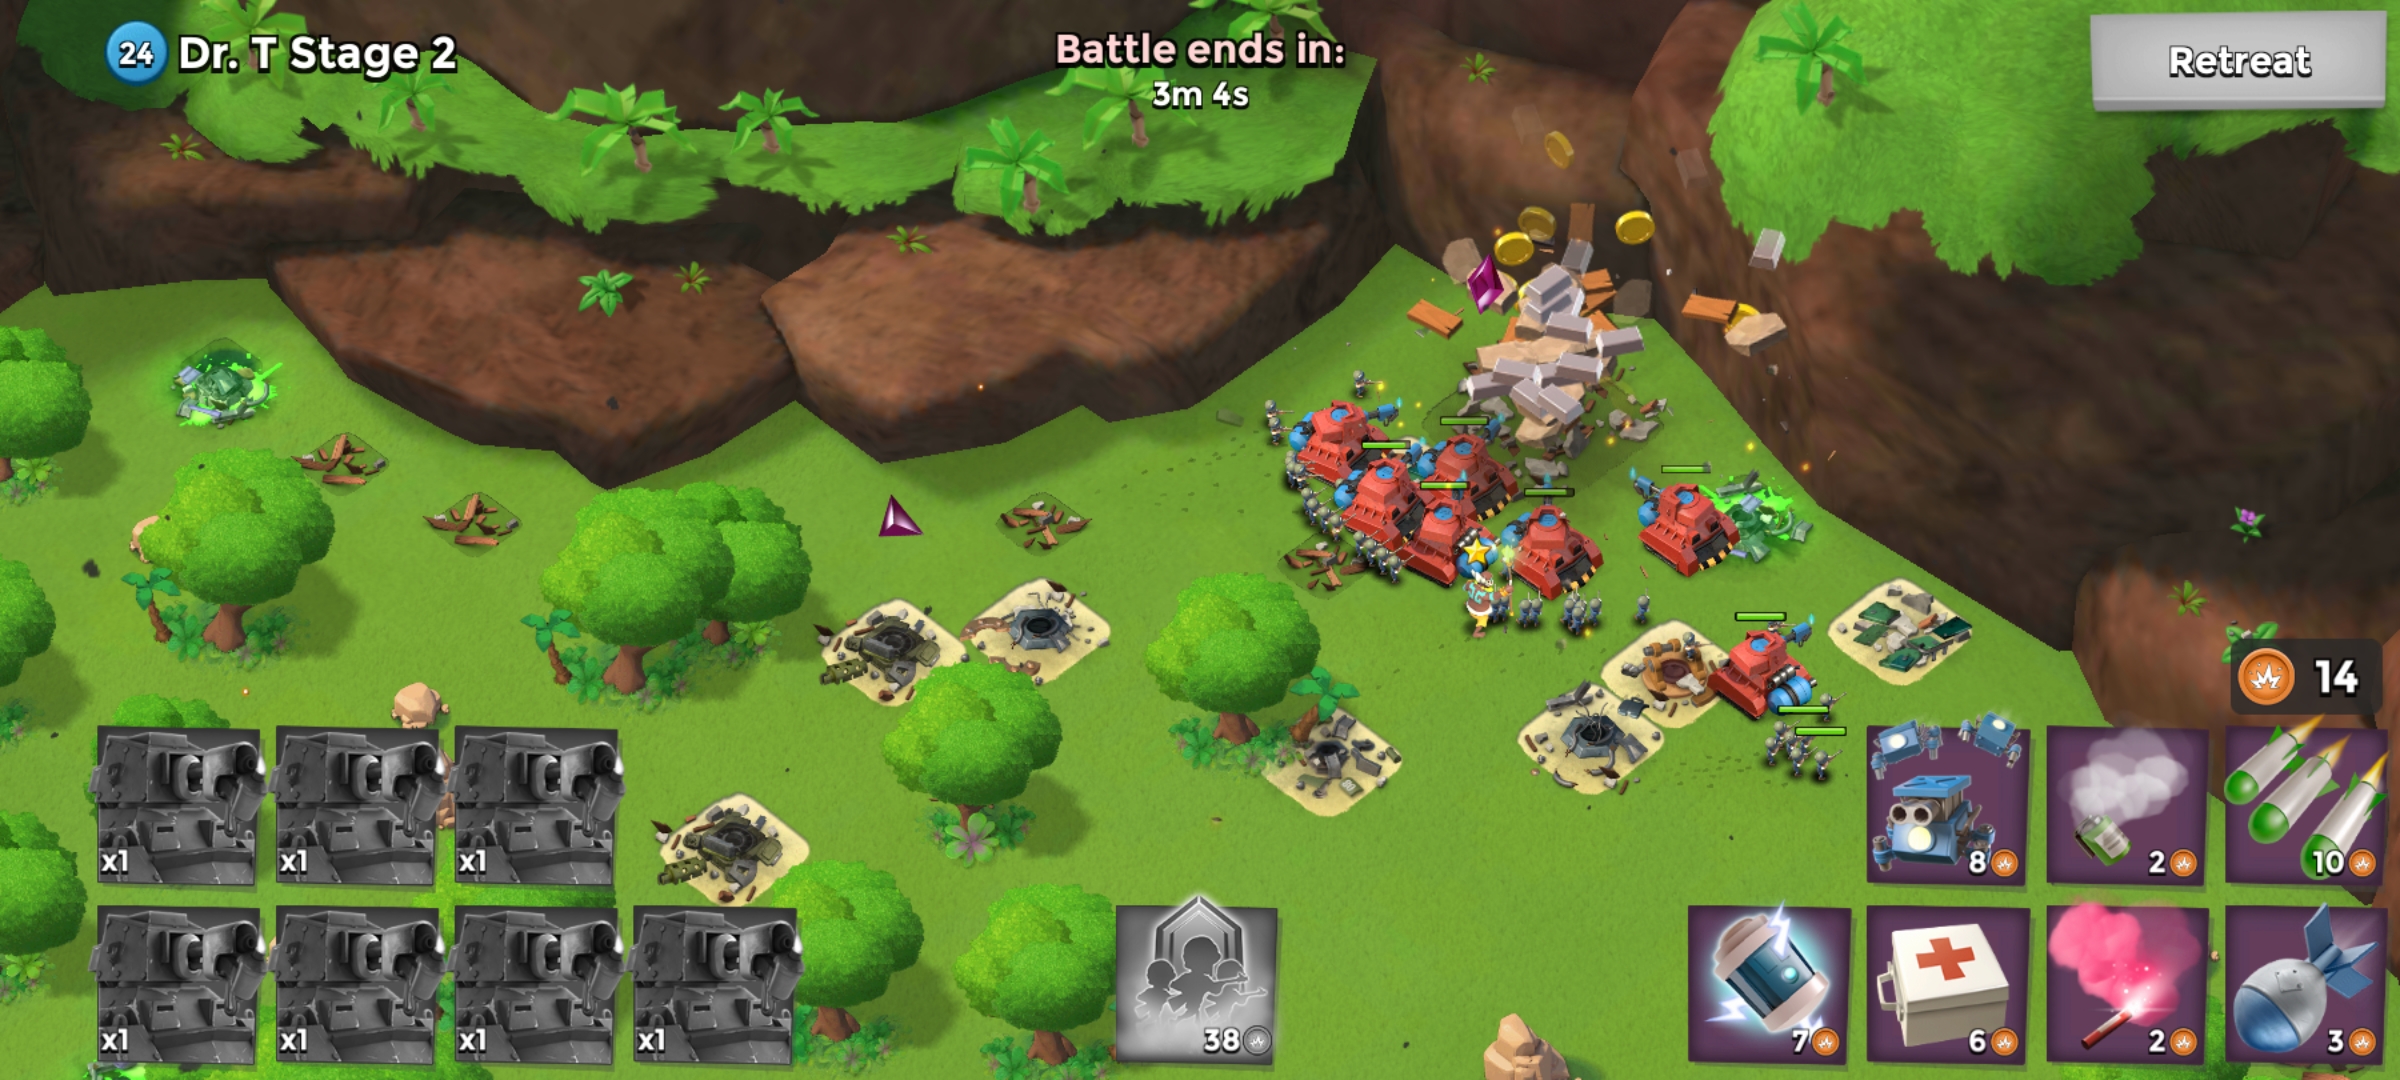 24 Dr. T Stage 2
Battle ends in:
3m 4s
Retreat
14
x1 x1 x1
8 2 10
x1 x1 x1 x1
38
7 6 2 3